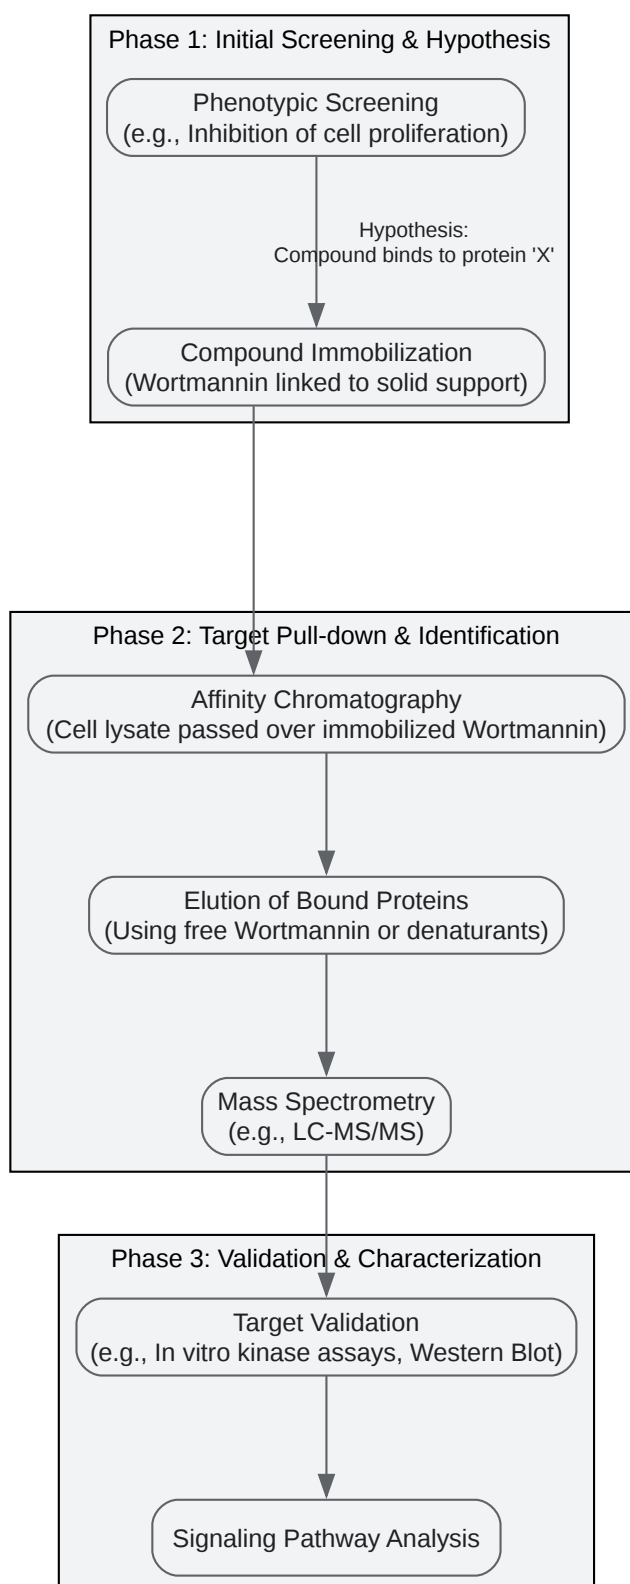 Phase 1: Initial Screening & Hypothesis
Phenotypic Screening
(e.g., Inhibition of cell proliferation)
Hypothesis:
Compound binds to protein 'X'
Compound Immobilization
(Wortmannin linked to solid support)
Phase 2: Target Pull-down & Identification
Affinity Chromatography
(Cell lysate passed over immobilized Wortmannin)
Elution of Bound Proteins
(Using free Wortmannin or denaturants)
Mass Spectrometry
(e.g., LC-MS/MS)
Phase 3: Validation & Characterization
Target Validation
(e.g., In vitro kinase assays, Western Blot)
Signaling Pathway Analysis